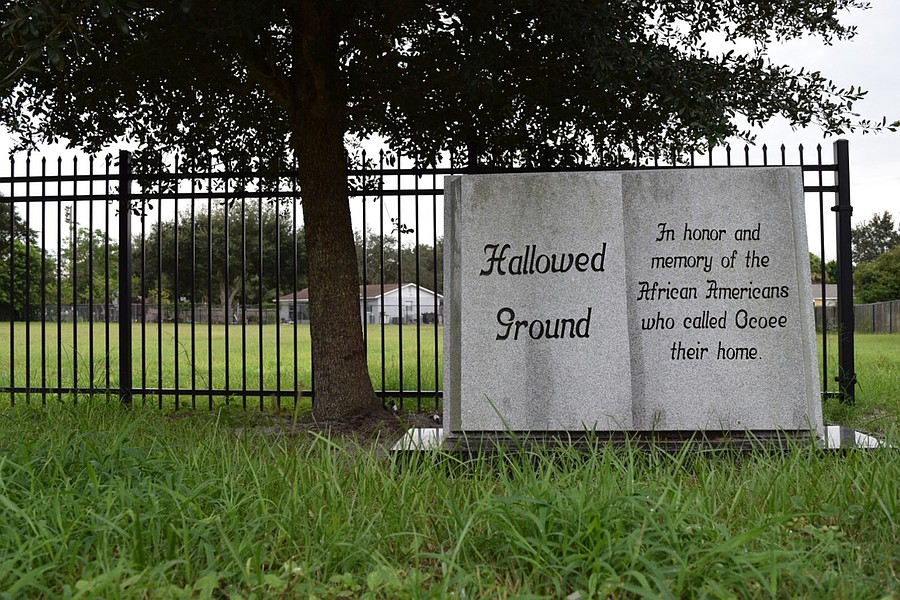 Hallowed
Ground
In honor and
memory of the
African Americans
who called Ocoee
their home.